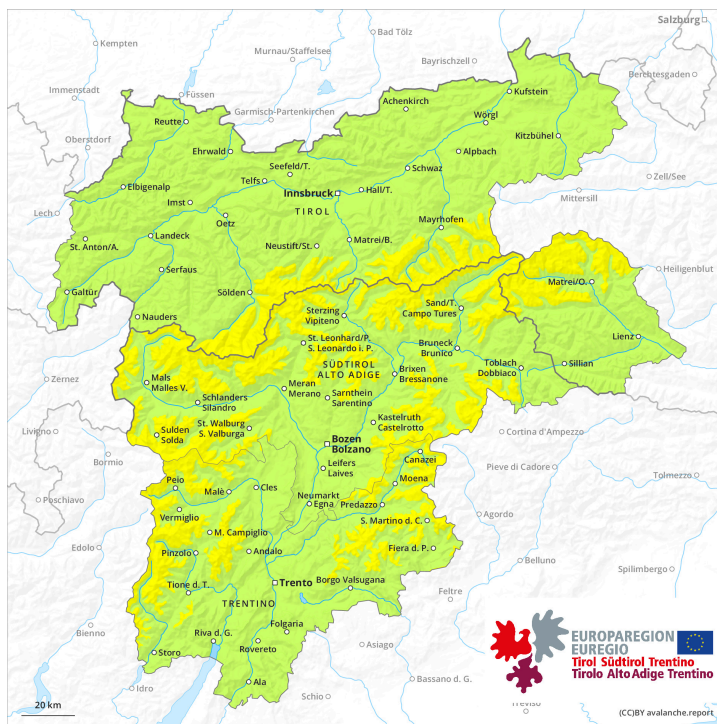 Salzburg
Bad Tölz
Kempten
Murnau/Staffelsee
Bayrischzell
Berchtesgaden
Immenstadt
Füssen
Kufstein
Achenkirch
Garmisch-Partenkirchen
Reutte
Wörgl
Oberstdorf
Kitzbühel
Ehrwald
Alpbach
Seefeld/T.
Schwaz
Zell/See
Telfs
Elbigenalp
Innsbruck
Hall/T.
Mittersill
Imst
TIROL
Lech
Oetz
Mayrhofen
Landeck
Matrei/B.
St. Anton/A.
Neustift/St.
Serfaus
Heiligenblut
Matrei/O.
Galtür
Sölden
Sand/T.
Campo Tures
Nauders
Sterzing
Vipiteno
Lienz
St. Leonhard/P.
S. Leonardo i. P.
Bruneck
Brunico
Toblach
Dobbiaco
Sillian
SÜDTIROL
ALTO ADIGE
Brixen
Bressanone
Zernez
Mals
Malles V.
Meran
Merano
Sarnthein
Sarentino
Schlanders
Silandro
Kastelruth
Castelrotto
St. Walburg
S. Valburga
Livigno
Sulden
Solda
Cortina d'Ampezzo
Bozen
Bolzano
Canazei
Bormio
Leifers
Laives
Pieve di Cadore
Tolmezzo
Peio
Malè
Cles
Moena
Poschiavo
Neumarkt
Egna
Predazzo
Vermiglio
Agordo
S. Martino d. C.
M. Campiglio
Edolo
Pinzolo
Andalo
Fiera d. P.
Belluno
Spilimbergo
Trento
Tione d. T.
Borgo Valsugana
Feltre
TRENTINO
Bienno
Folgaria
Riva d. G.
Storo
Rovereto
Asiago
Idro
Ala
Schio
Bassano d. G.
Treviso
EUROPAREGION
EUREGIO
Tirol Südtirol Trentino
Tirolo Alto Adige Trentino
20 km
(CC)BY avalanche.report